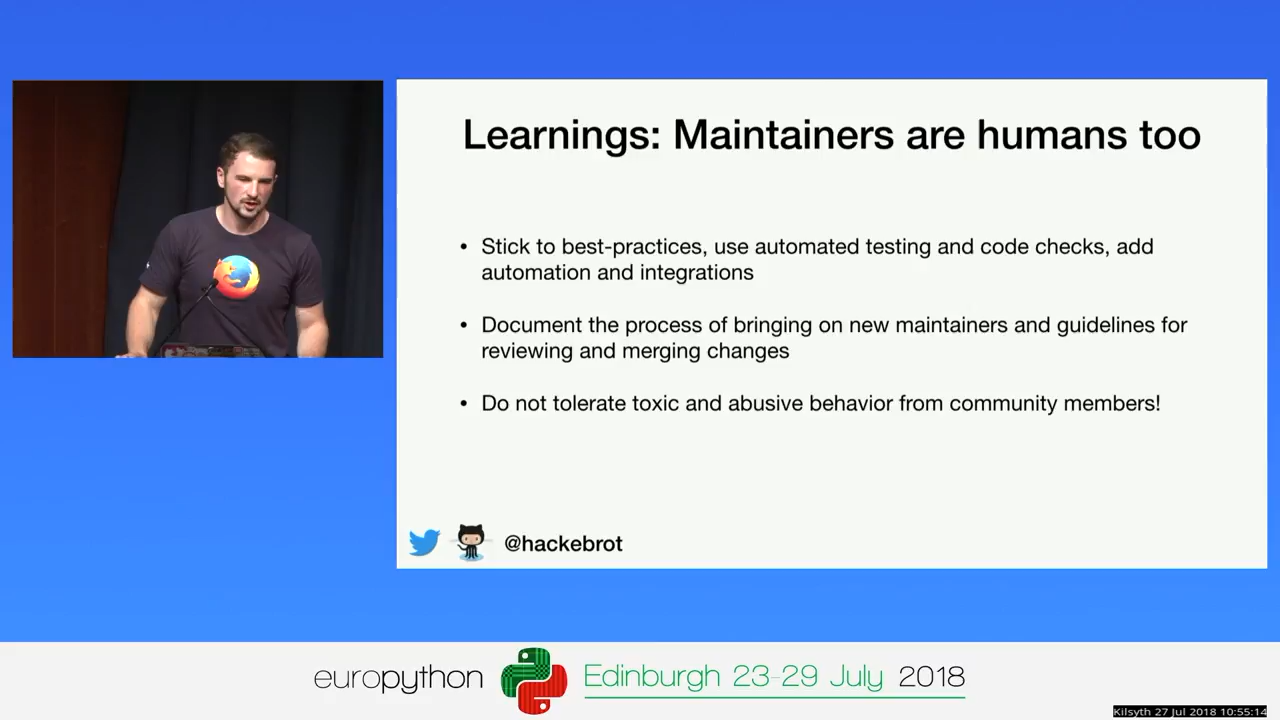 Learnings: Maintainers are humans too
• Stick to best-practices, use automated testing and code checks, add
automation and integrations
• Document the process of bringing on new maintainers and guidelines for
reviewing and merging changes
• Do not tolerate toxic and abusive behavior from community members!
@hackebrot
europython
Edinburgh 23-29 July 2018
Kilsyth 27 Jul 2018 10:55:14